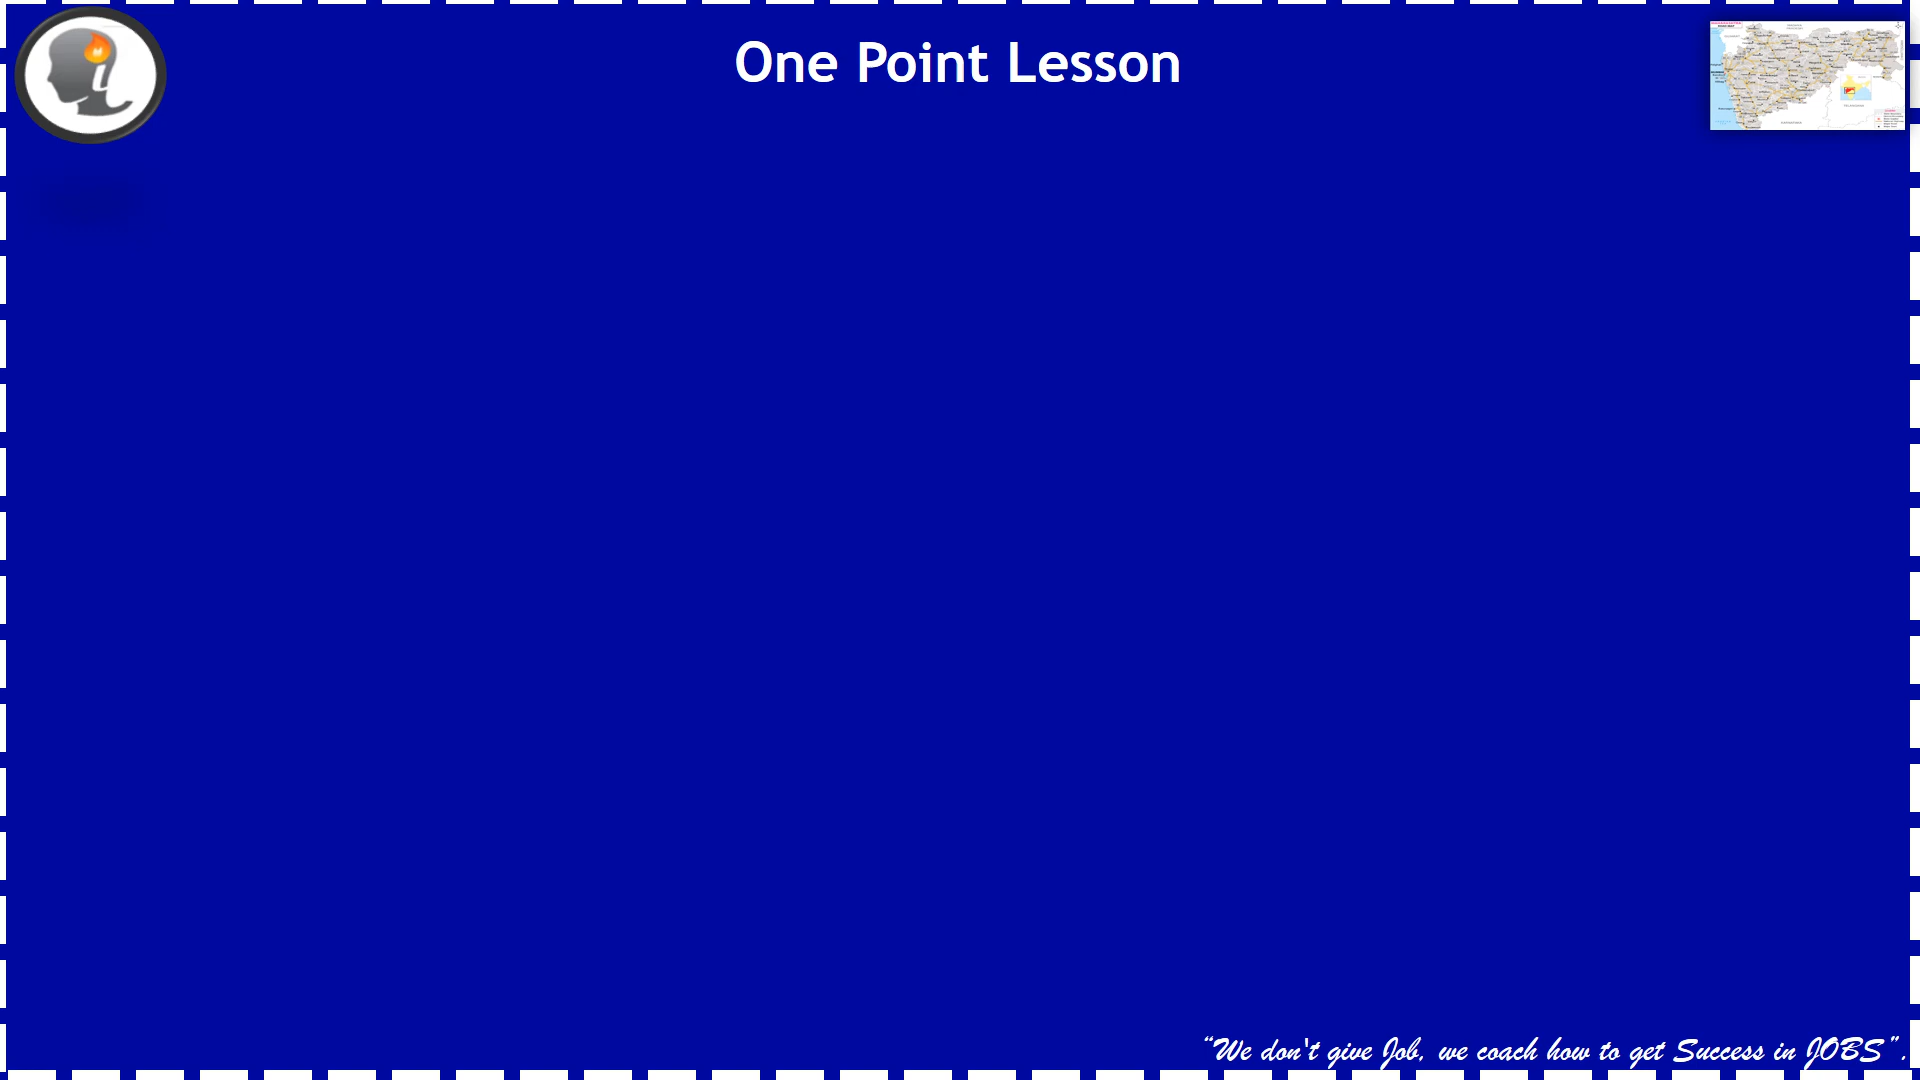 One Point Lesson
“We don't give Job, we coach how to get Success in JOBS”.